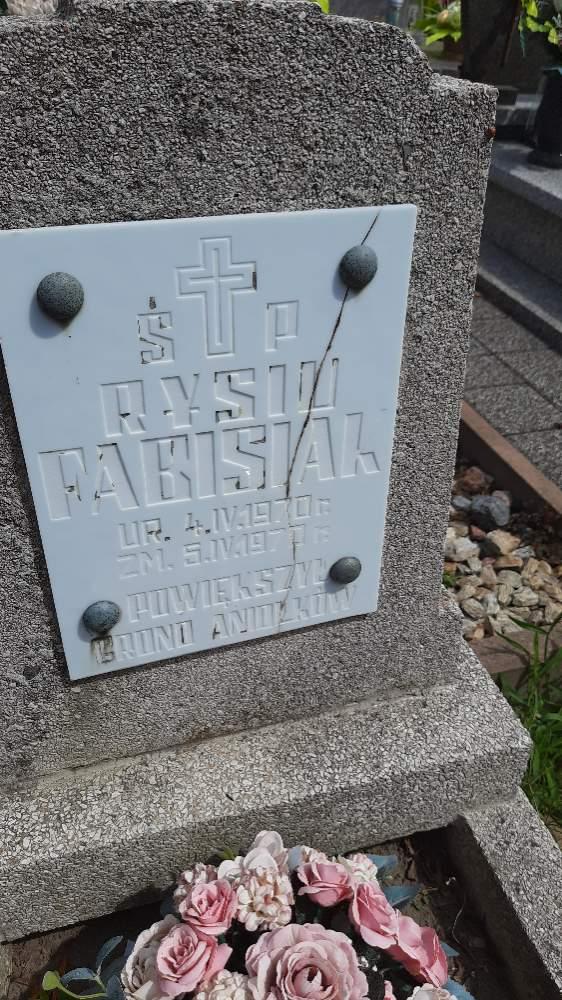 Ś P
RYSIU
FABISIAK
UR. 4.IV.1970 r.
ZM. 5.IV.1970 r.
POWIĘKSZYŁ
GRONO ANIOŁKÓW